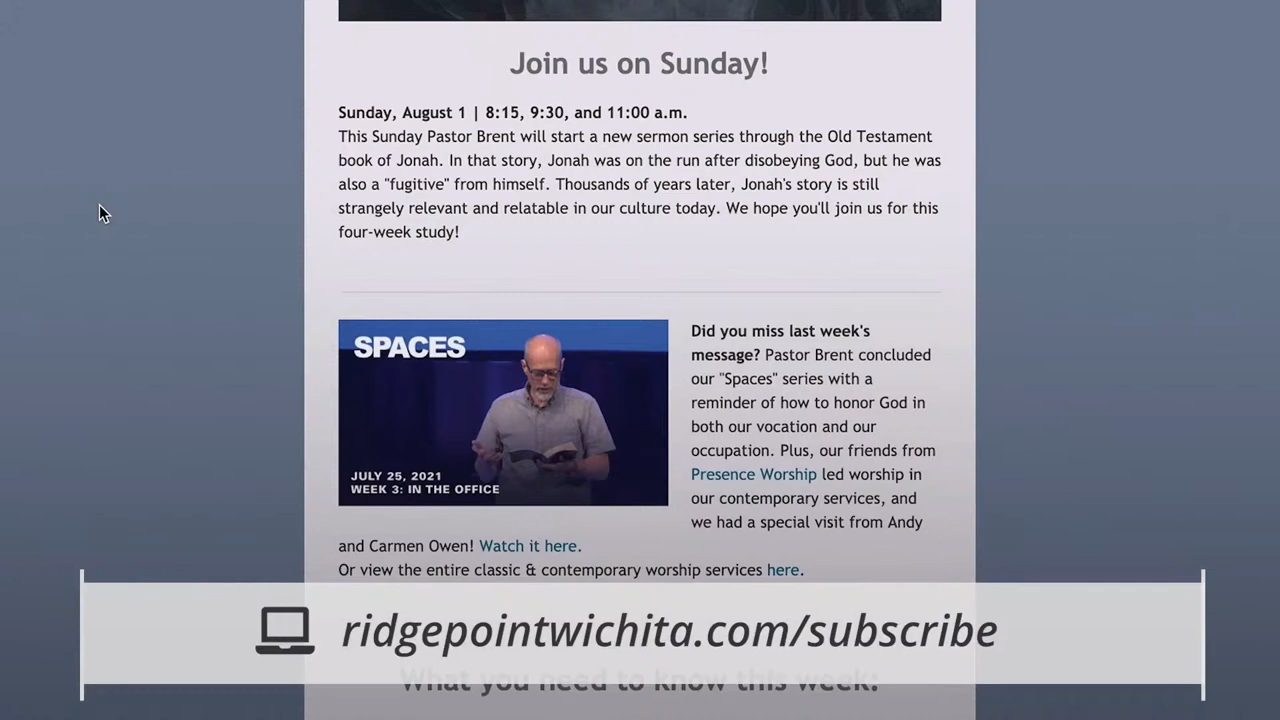 Join us on Sunday!
Sunday, August 1 | 8:15, 9:30, and 11:00 a.m.
This Sunday Pastor Brent will start a new sermon series through the Old Testament
book of Jonah. In that story, Jonah was on the run after disobeying God, but he was
also a "fugitive" from himself. Thousands of years later, Jonah's story is still
strangely relevant and relatable in our culture today. We hope you'll join us for this
four-week study!
SPACES
JULY 25, 2021
WEEK 3: IN THE OFFICE
Did you miss last week's
message? Pastor Brent concluded
our "Spaces" series with a
reminder of how to honor God in
both our vocation and our
occupation. Plus, our friends from
Presence Worship led worship in
our contemporary services, and
we had a special visit from Andy
and Carmen Owen! Watch it here.
Or view the entire classic & contemporary worship services here.
ridgepointwichita.com/subscribe
What you need to know this week: